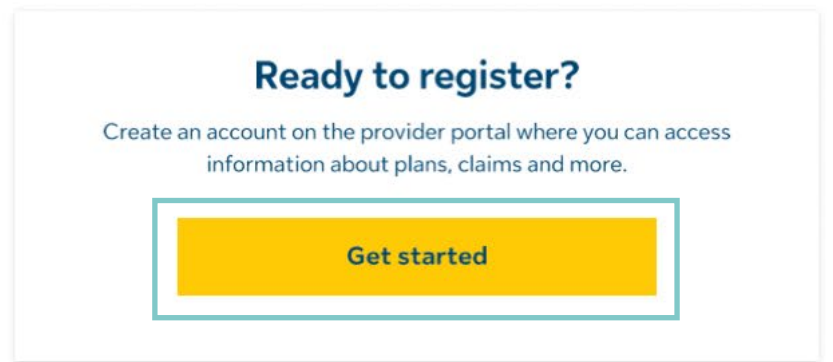 Ready to register?
Create an account on the provider portal where you can access
information about plans, claims and more.
Get started